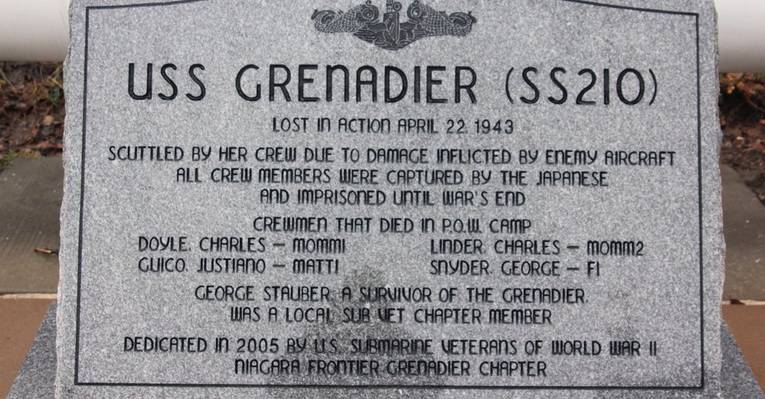 USS GRENADIER (SS210)
LOST IN ACTION APRIL 22 1943
SCUTTLED BY HER CREW DUE TO DAMAGE INFLICTED BY ENEMY AIRCRAFT
ALL CREW MEMBERS WERE CAPTURED BY THE JAPANESE
AND IMPRISONED UNTIL WAR'S END
CREWMEN THAT DIED IN P.O.W. CAMP
DOYLE, CHARLES – MOMM1 LINDER, CHARLES – MOMM2
GUICO, JUSTIANO – MATT1 SNYDER, GEORGE – F1
GEORGE STAUBER, A SURVIVOR OF THE GRENADIER,
WAS A LOCAL SUB VET CHAPTER MEMBER
DEDICATED IN 2005 BY U.S. SUBMARINE VETERANS OF WORLD WAR II
NIAGARA FRONTIER GRENADIER CHAPTER